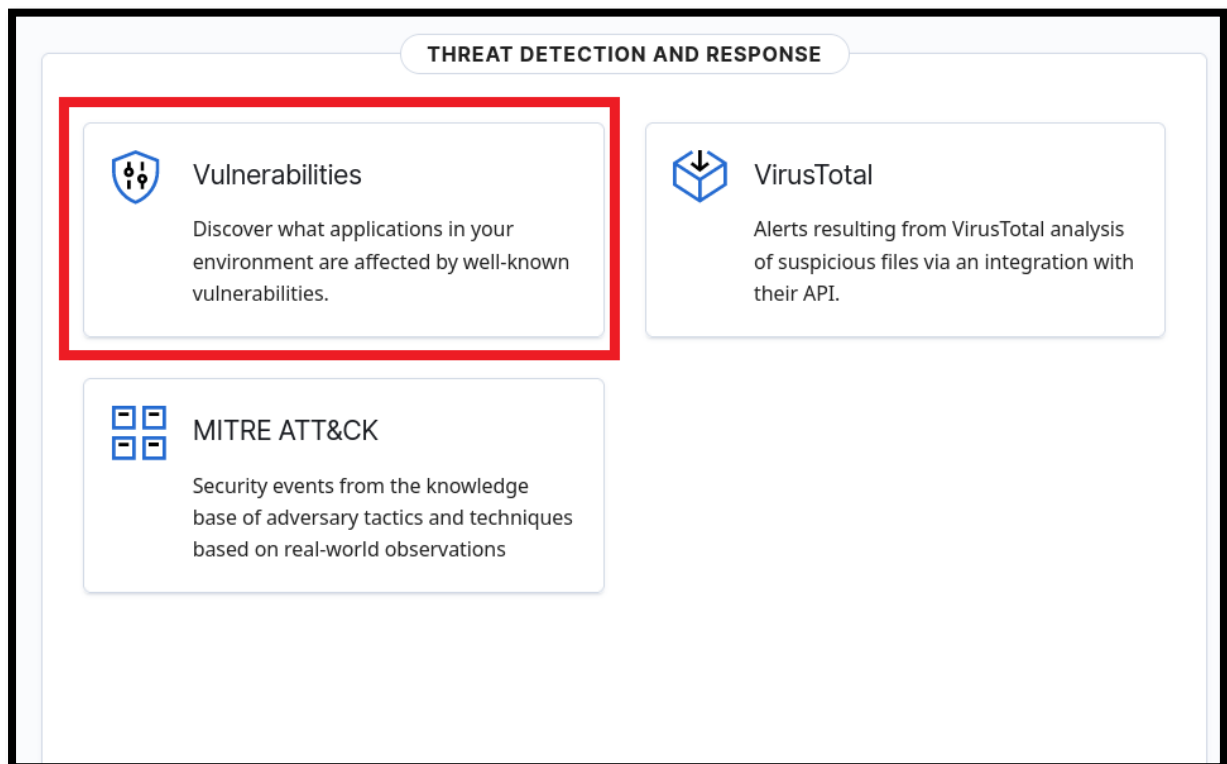 THREAT DETECTION AND RESPONSE
Vulnerabilities
Discover what applications in your
environment are affected by well-known
vulnerabilities.
VirusTotal
Alerts resulting from VirusTotal analysis
of suspicious files via an integration with
their API.
MITRE ATT&CK
Security events from the knowledge
base of adversary tactics and techniques
based on real-world observations